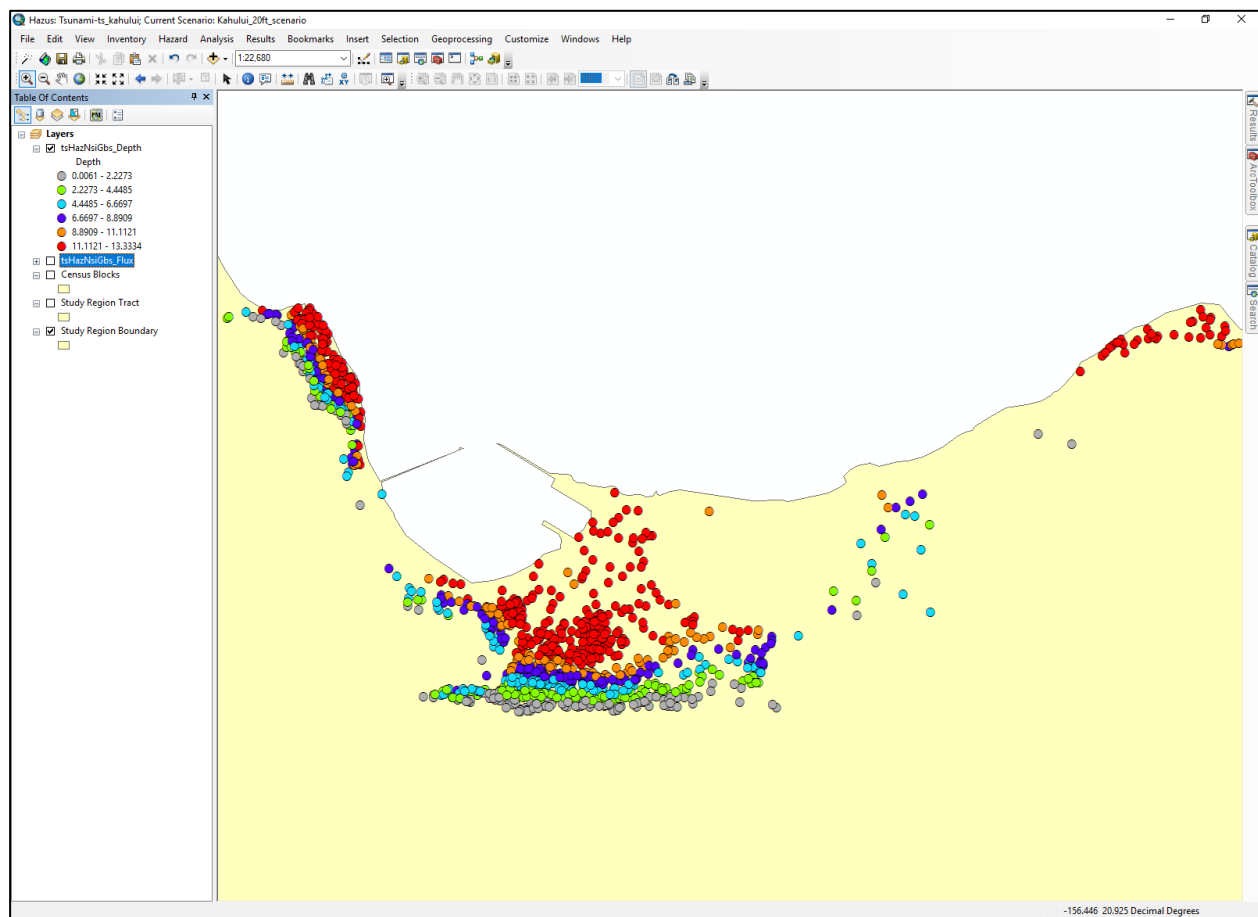 Hazus: Tsunami-ts_kahului; Current Scenario: Kahului_20ft_scenario
File Edit View Inventory Hazard Analysis Results Bookmarks Insert Selection Geoprocessing Customize Windows Help
1:22,680
Table Of Contents
Layers
tsHazNsiGbs_Depth
Depth
0.0061 - 2.2273
2.2273 - 4.4485
4.4485 - 6.6697
6.6697 - 8.8909
8.8909 - 11.1121
11.1121 - 13.3334
tsHazNsiGbs_Flux
Census Blocks
Study Region Tract
Study Region Boundary
Results
ArcToolbox
Catalog
Search
-156.446 20.925 Decimal Degrees